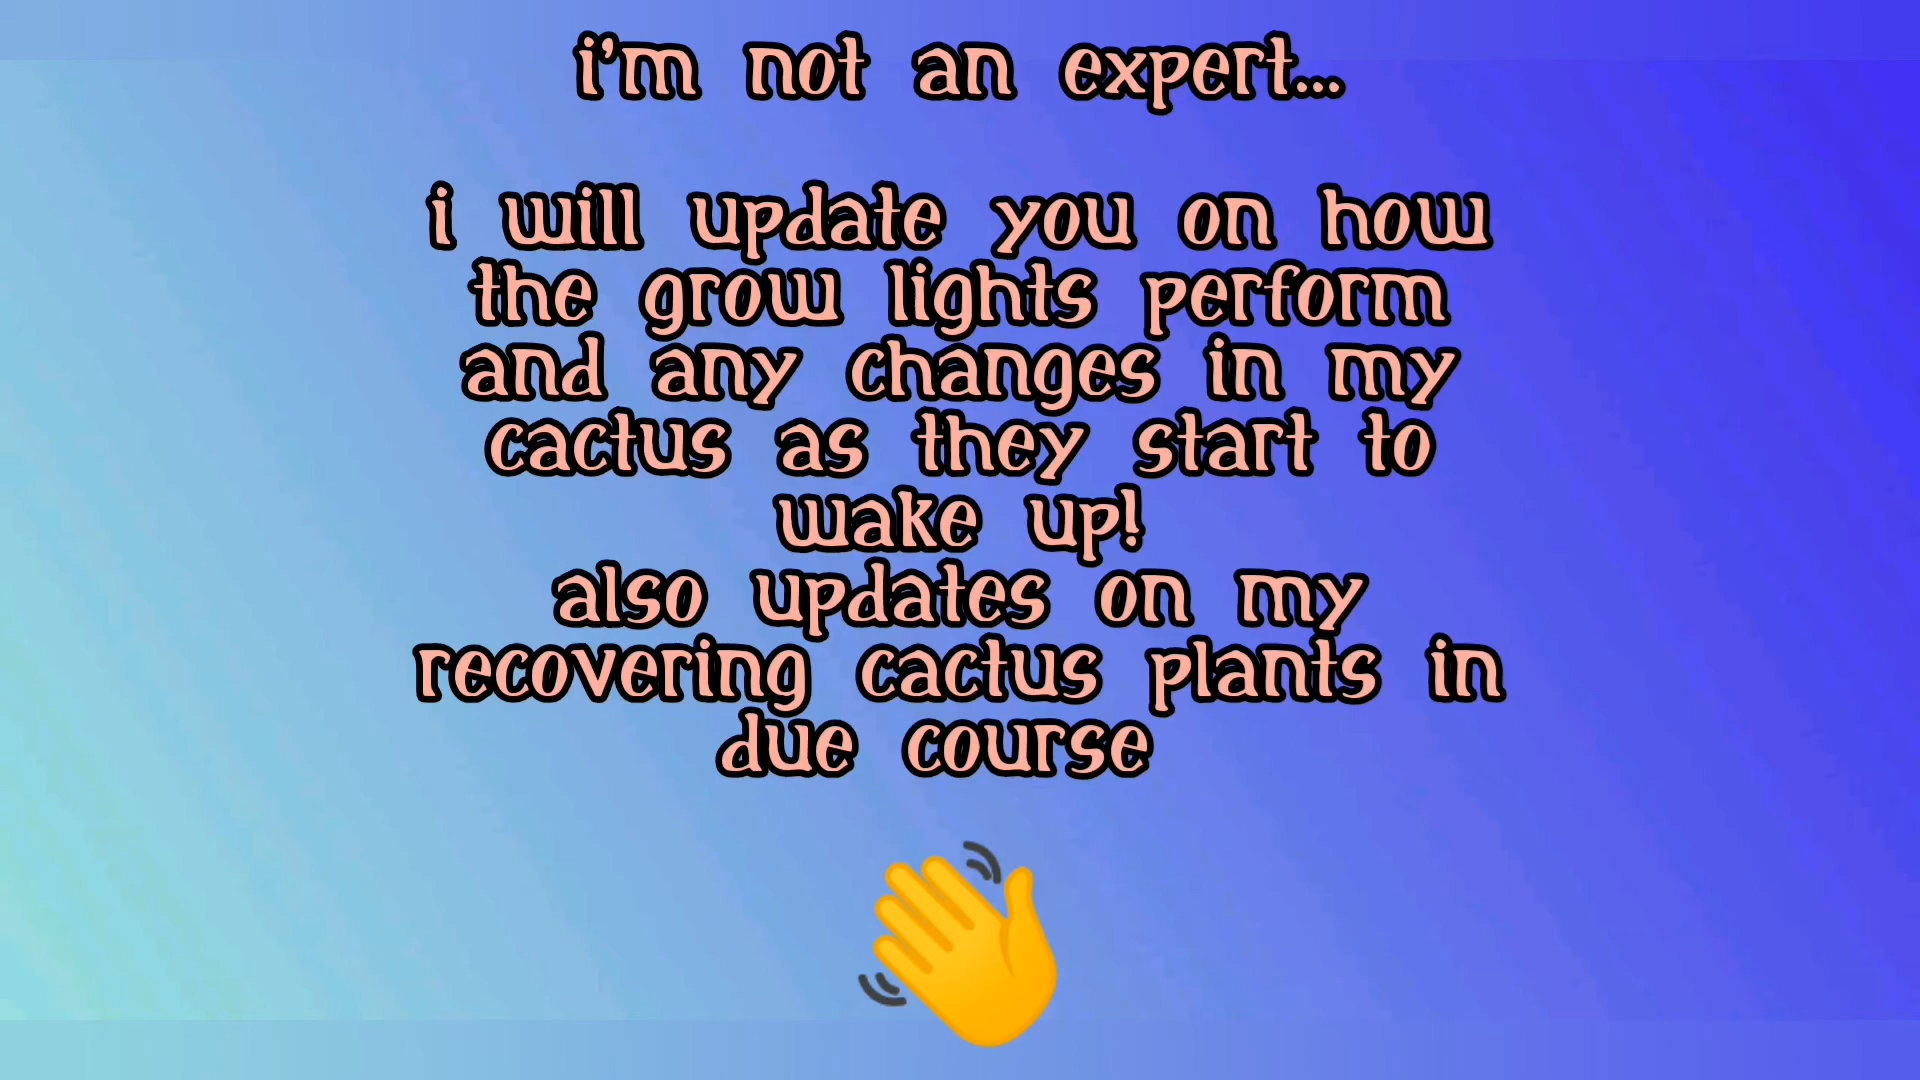 i'm not an expert...
i will update you on how
the grow lights perform
and any changes in my
cactus as they start to
wake up!
also updates on my
recovering cactus plants in
due course